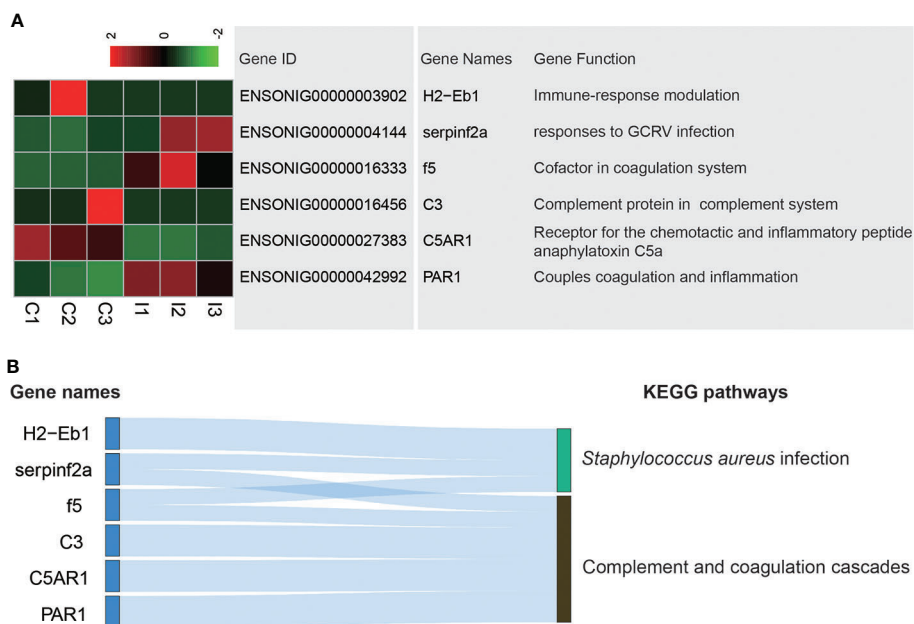 A
2 0 -2
Gene ID Gene Names Gene Function
ENSONIG00000003902 H2−Eb1 Immune-response modulation
ENSONIG00000004144 serpinf2a responses to GCRV infection
ENSONIG00000016333 f5 Cofactor in coagulation system
ENSONIG00000016456 C3 Complement protein in complement system
ENSONIG00000027383 C5AR1 Receptor for the chemotactic and inflammatory peptide
anaphylatoxin C5a
ENSONIG00000042992 PAR1 Couples coagulation and inflammation
C1 C2 C3 I1 I2 I3
B
Gene names KEGG pathways
H2−Eb1
serpinf2a
Staphylococcus aureus infection
f5
C3
Complement and coagulation cascades
C5AR1
PAR1